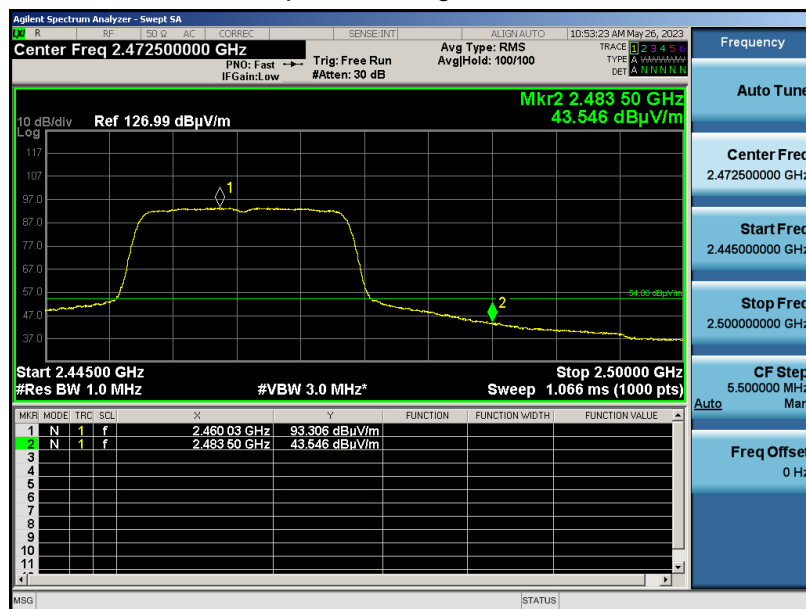 Agilent Spectrum Analyzer - Swept SA
LXI R RF 50 Ω AC CORREC SENSE:INT ALIGN AUTO 10:53:23 AM May 26, 2023
Center Freq 2.472500000 GHz
PNO: Fast
IFGain:Low
Trig: Free Run
#Atten: 30 dB
Avg Type: RMS
Avg|Hold: 100/100
TRACE 1 2 3 4 5 6
TYPE A WWWWW
DET A N N N N N
Mkr2 2.483 50 GHz
43.546 dBµV/m
10 dB/div Ref 126.99 dBµV/m
Log
117
107
97.0
87.0
77.0
67.0
57.0
47.0
37.0
1
2
54.00 dBµV/m
Start 2.44500 GHz Stop 2.50000 GHz
#Res BW 1.0 MHz #VBW 3.0 MHz* Sweep 1.066 ms (1000 pts)
MKR MODE TRC SCL X Y FUNCTION FUNCTION WIDTH FUNCTION VALUE
1 N 1 f 2.460 03 GHz 93.306 dBµV/m
2 N 1 f 2.483 50 GHz 43.546 dBµV/m
3
4
5
6
7
8
9
10
11
MSG STATUS
Frequency
Auto Tune
Center Freq
2.472500000 GHz
Start Freq
2.445000000 GHz
Stop Freq
2.500000000 GHz
CF Step
5.500000 MHz
Auto Man
Freq Offset
0 Hz